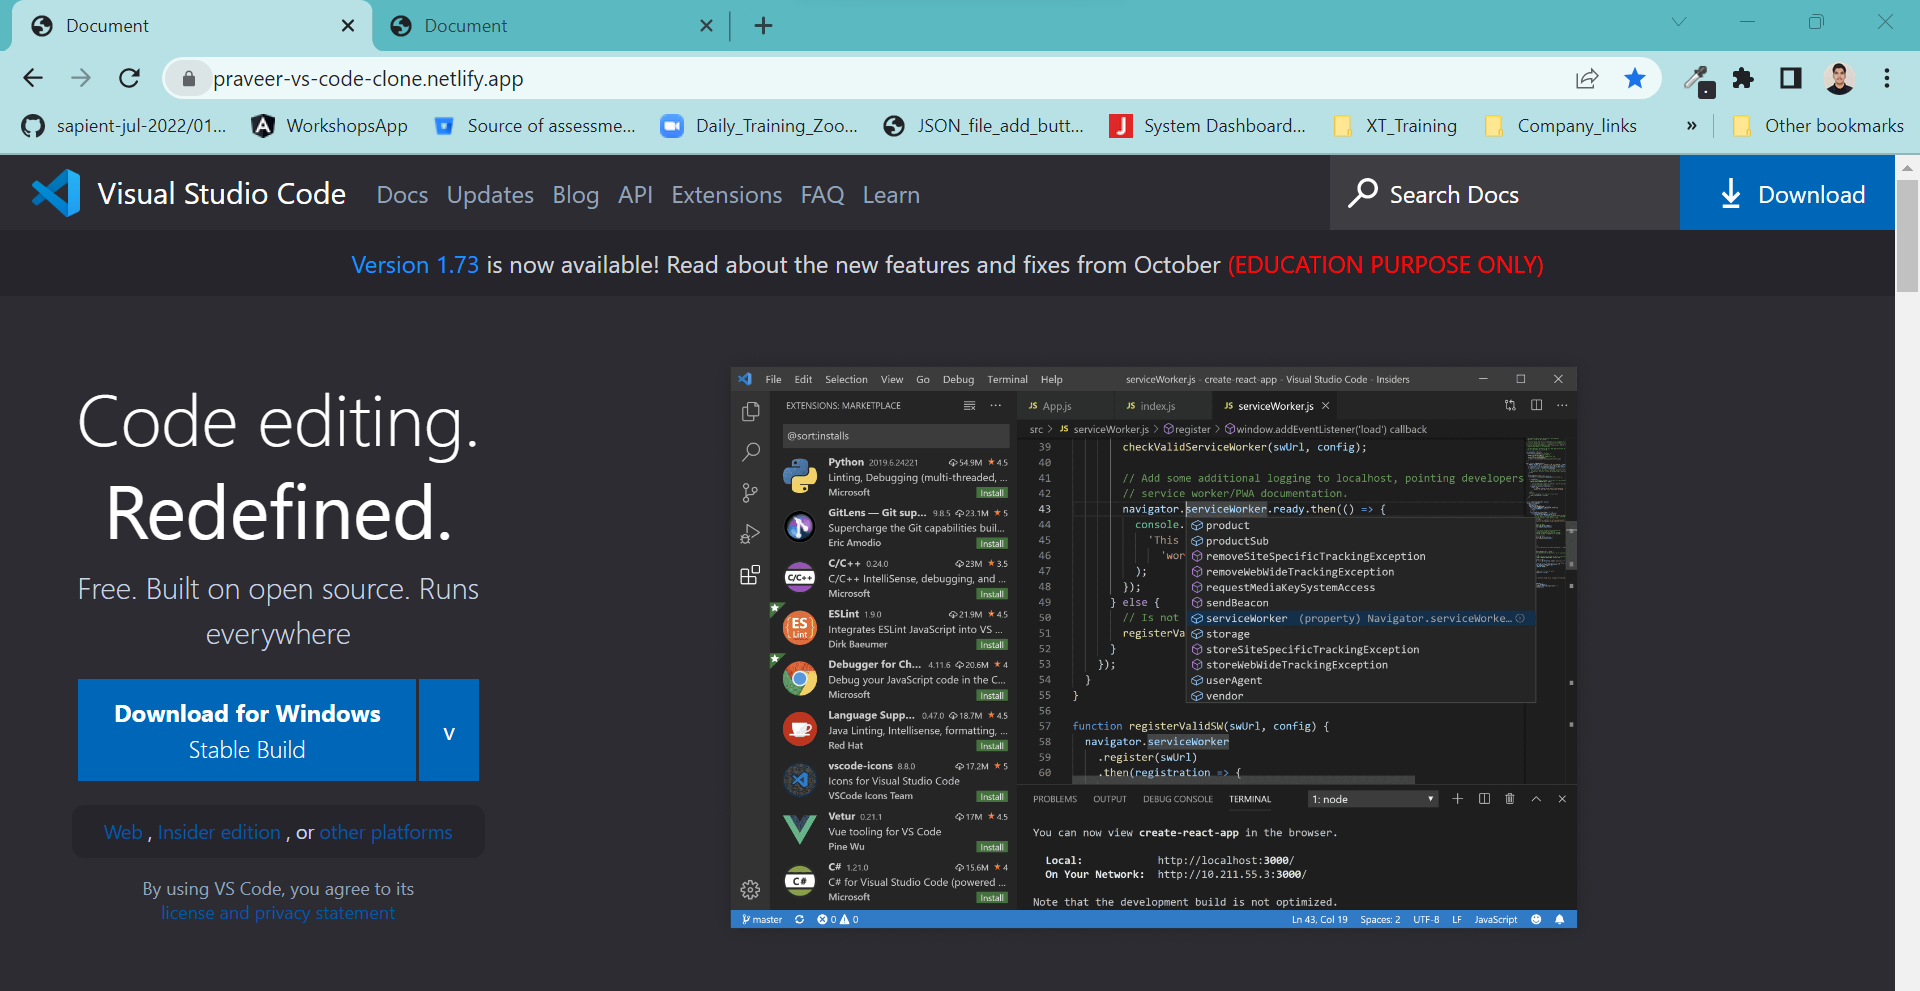 Document
Document
praveer-vs-code-clone.netlify.app
sapient-jul-2022/01...
WorkshopsApp
Source of assessme...
Daily_Training_Zoo...
JSON_file_add_butt...
System Dashboard...
XT_Training
Company_links
»
Other bookmarks
Visual Studio Code
Docs
Updates
Blog
API
Extensions
FAQ
Learn
Search Docs
Download
Version 1.73 is now available! Read about the new features and fixes from October (EDUCATION PURPOSE ONLY)
Code editing.
Redefined.
Free. Built on open source. Runs
everywhere
Download for Windows
Stable Build
v
Web , Insider edition , or other platforms
By using VS Code, you agree to its
license and privacy statement
File Edit Selection View Go Debug Terminal Help
serviceWorker.js - create-react-app - Visual Studio Code - Insiders
EXTENSIONS: MARKETPLACE
@sort:installs
Python 2019.6.24221 54.9M ★4.5
Linting, Debugging (multi-threaded, ...
Microsoft Install
GitLens — Git sup... 9.8.5 23.1M ★5
Supercharge the Git capabilities buil...
Eric Amodio Install
C/C++
C/C++ 0.24.0 23M ★3.5
C/C++ IntelliSense, debugging, and ...
Microsoft Install
ES
Lint
ESLint 1.9.0 21.9M ★4.5
Integrates ESLint JavaScript into VS ...
Dirk Baeumer Install
Debugger for Ch... 4.11.6 20.6M ★4
Debug your JavaScript code in the C...
Microsoft Install
Language Supp... 0.47.0 18.7M ★4.5
Java Linting, Intellisense, formatting, ...
Red Hat Install
vscode-icons 8.8.0 17.2M ★5
Icons for Visual Studio Code
VSCode Icons Team Install
Vetur 0.21.1 17M ★4.5
Vue tooling for VS Code
Pine Wu Install
C#
C# 1.21.0 15.6M ★4
C# for Visual Studio Code (powered ...
Microsoft Install
JS App.js
JS index.js
JS serviceWorker.js
src > JS serviceWorker.js > register > window.addEventListener('load') callback
39 checkValidServiceWorker(swUrl, config);
40
41 // Add some additional logging to localhost, pointing developers
42 // service worker/PWA documentation.
43 navigator.serviceWorker.ready.then(() => {
44 console.
45 'This
46 'wor
47 );
48 });
49 } else {
50 // Is not
51 registerVa
52 }
53 });
54 }
55 }
56
57 function registerValidSW(swUrl, config) {
58 navigator.serviceWorker
59 .register(swUrl)
60 .then(registration => {
product
productSub
removeSiteSpecificTrackingException
removeWebWideTrackingException
requestMediaKeySystemAccess
sendBeacon
serviceWorker (property) Navigator.serviceWorke...
storage
storeSiteSpecificTrackingException
storeWebWideTrackingException
userAgent
vendor
PROBLEMS OUTPUT DEBUG CONSOLE TERMINAL
1: node
You can now view create-react-app in the browser.
Local: http://localhost:3000/
On Your Network: http://10.211.55.3:3000/
Note that the development build is not optimized.
master 0 0
Ln 43, Col 19 Spaces: 2 UTF-8 LF JavaScript